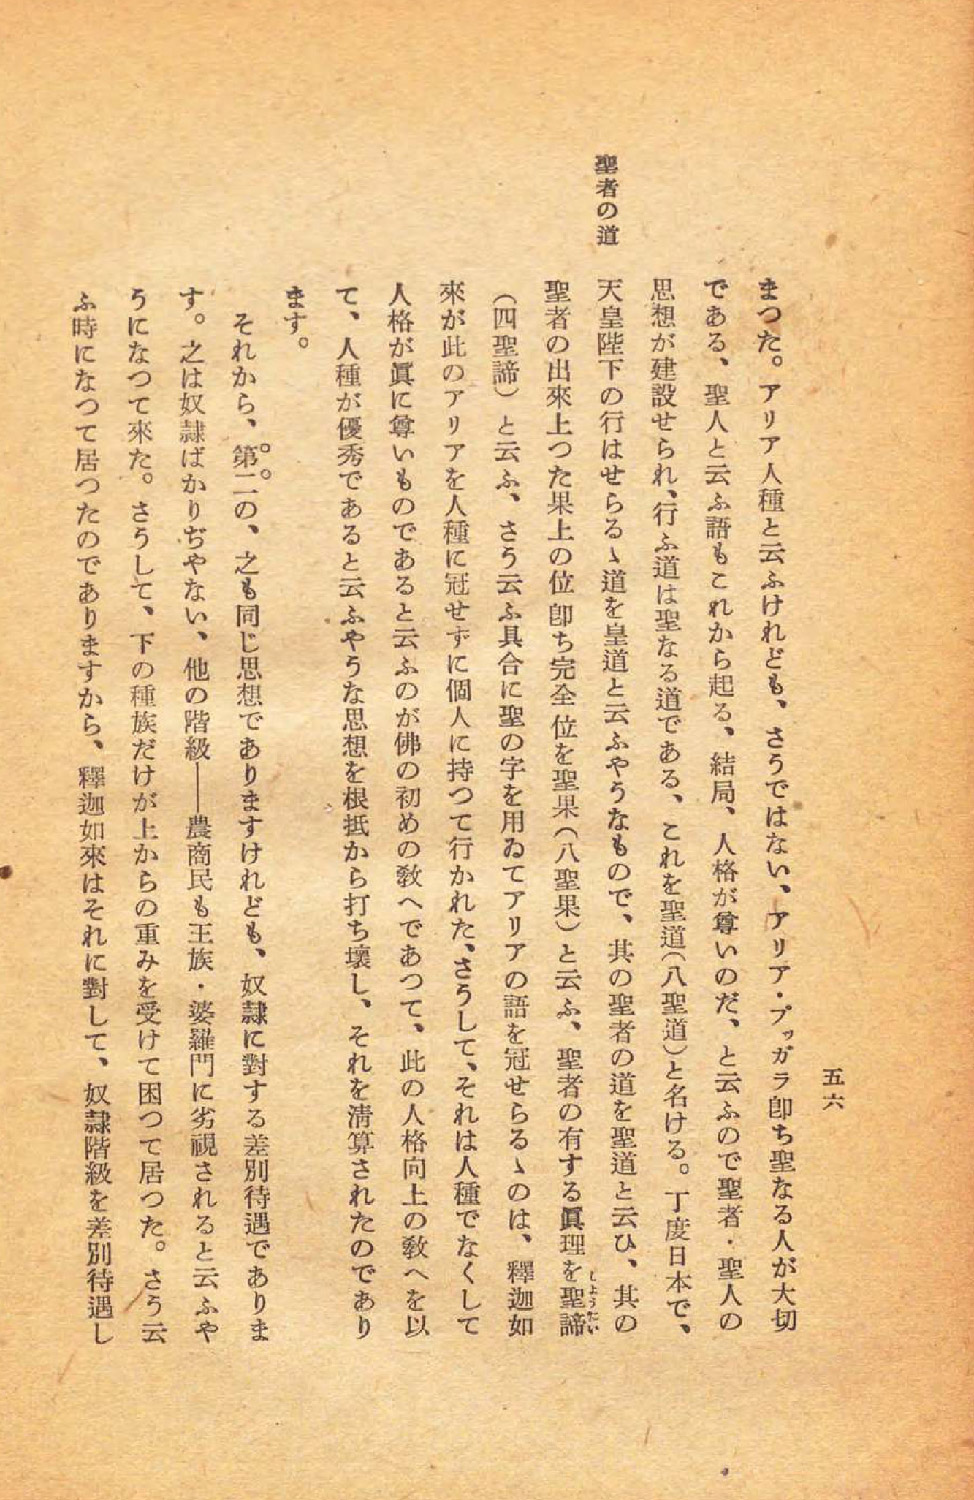 五六
まつた。アリア人種と云ふけれども、さうではない、アリア・プッガラ卽ち聖なる人が大切
である、聖人と云ふ語もこれから起る、結局、人格が尊いのだ、と云ふので聖者・聖人の
思想が建設せられ、行ふ道は聖なる道である、これを聖道（八聖道）と名ける。丁度日本で、
聖者の道
天皇陛下の行はせらるゝ道を皇道と云ふやうなもので、其の聖者の道を聖道と云ひ、其の
聖者の出來上つた果上の位 卽ち完全 位を聖果（八聖果）と云ふ、聖者の有する眞理を聖諦
しようたい
（四聖諦）と云ふ、さう云ふ具合に聖の字を用ゐてアリアの語を冠せらるゝのは、釋迦如
來が此のアリアを人種に冠せずに個人に持つて行かれた、さうして、それは人種でなくして
人格が眞に尊いものであると云ふのが佛の初めの敎へであつて、此の人格向上の敎へを以
て、人種が優秀であると云ふやうな思想を根抵から打ち壞し、それを淸算されたのであり
ます。
それから、第二の、之も同じ思想でありますけれども、奴隷に對する差別待遇でありま
す。之は奴隷ばかりぢやない、他の階級――農商民も王族・婆羅門に劣視されると云ふや
うになつて來た。さうして、下の種族だけが上からの重みを受けて困つて居つた。さう云
ふ時になつて居つたのでありますから、釋迦如來はそれに對して、奴隷階級を差別待遇し